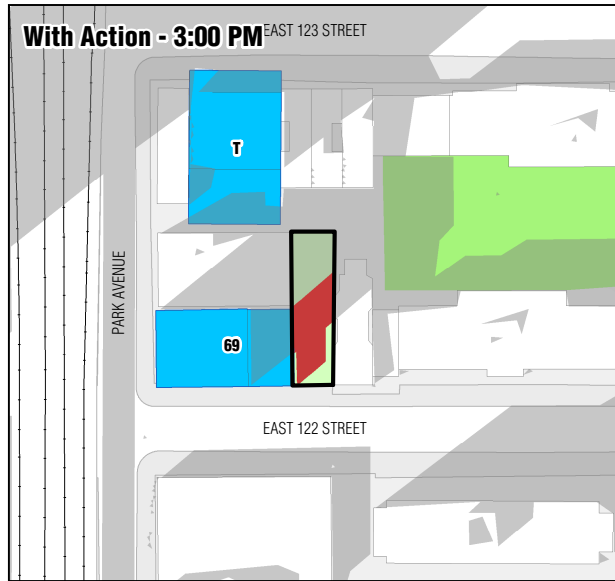 With Action - 3:00 PM
EAST 123 STREET
T
PARK AVENUE
69
EAST 122 STREET